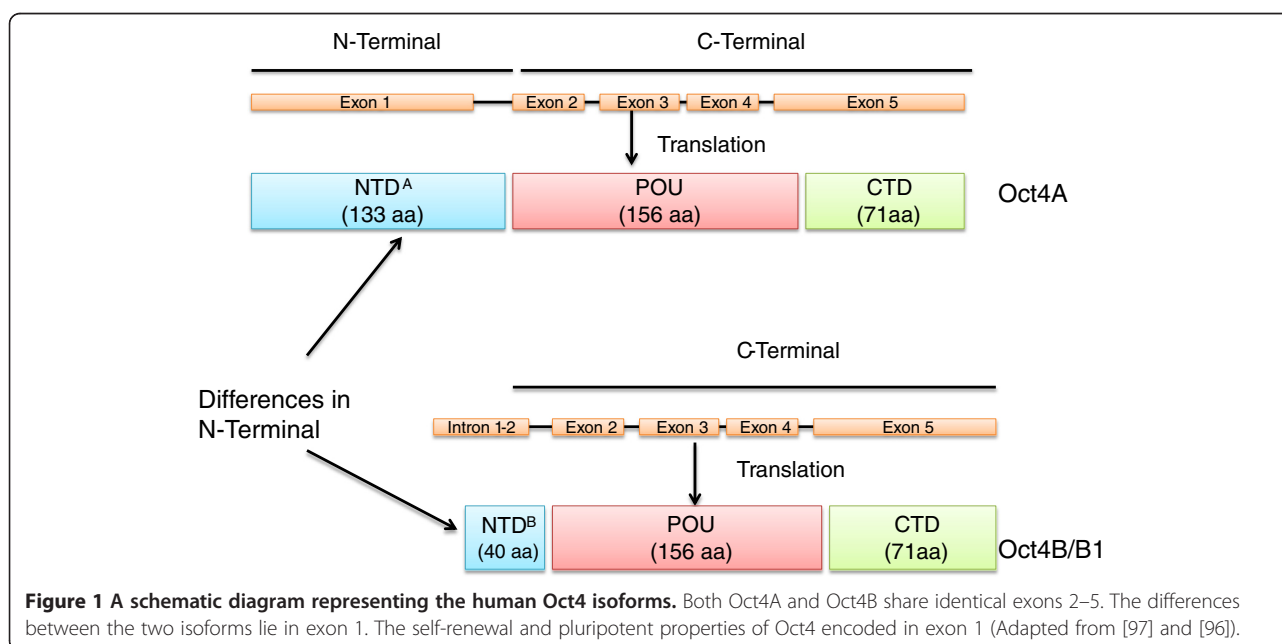 N-Terminal
C-Terminal
Exon 1
Exon 2
Exon 3
Exon 4
Exon 5
Translation
NTD^A
(133 aa)
POU
(156 aa)
CTD
(71aa)
Oct4A
C-Terminal
Differences in
N-Terminal
Intron 1-2
Exon 2
Exon 3
Exon 4
Exon 5
Translation
NTD^B
(40 aa)
POU
(156 aa)
CTD
(71aa)
Oct4B/B1
Figure 1 A schematic diagram representing the human Oct4 isoforms. Both Oct4A and Oct4B share identical exons 2–5. The differences
between the two isoforms lie in exon 1. The self-renewal and pluripotent properties of Oct4 encoded in exon 1 (Adapted from [97] and [96]).